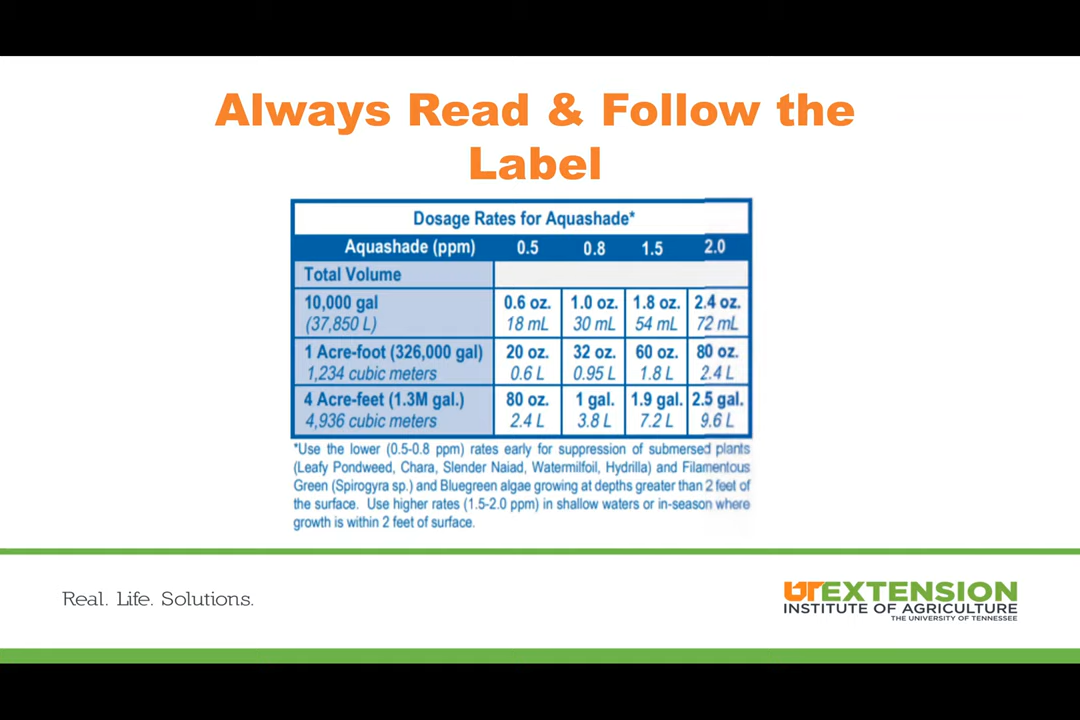 Always Read & Follow the
Label
Dosage Rates for Aquashade*
Aquashade (ppm) 0.5 0.8 1.5 2.0
Total Volume
10,000 gal 0.6 oz. 1.0 oz. 1.8 oz. 2.4 oz.
(37,850 L) 18 mL 30 mL 54 mL 72 mL
1 Acre-foot (326,000 gal) 20 oz. 32 oz. 60 oz. 80 oz.
1,234 cubic meters 0.6 L 0.95 L 1.8 L 2.4 L
4 Acre-feet (1.3M gal.) 80 oz. 1 gal. 1.9 gal. 2.5 gal.
4,936 cubic meters 2.4 L 3.8 L 7.2 L 9.6 L
*Use the lower (0.5-0.8 ppm) rates early for suppression of submersed plants
(Leafy Pondweed, Chara, Slender Naiad, Watermilfoil, Hydrilla) and Filamentous
Green (Spirogyra sp.) and Bluegreen algae growing at depths greater than 2 feet of
the surface. Use higher rates (1.5-2.0 ppm) in shallow waters or in-season where
growth is within 2 feet of surface.
Real. Life. Solutions.
UT EXTENSION
INSTITUTE OF AGRICULTURE
THE UNIVERSITY OF TENNESSEE